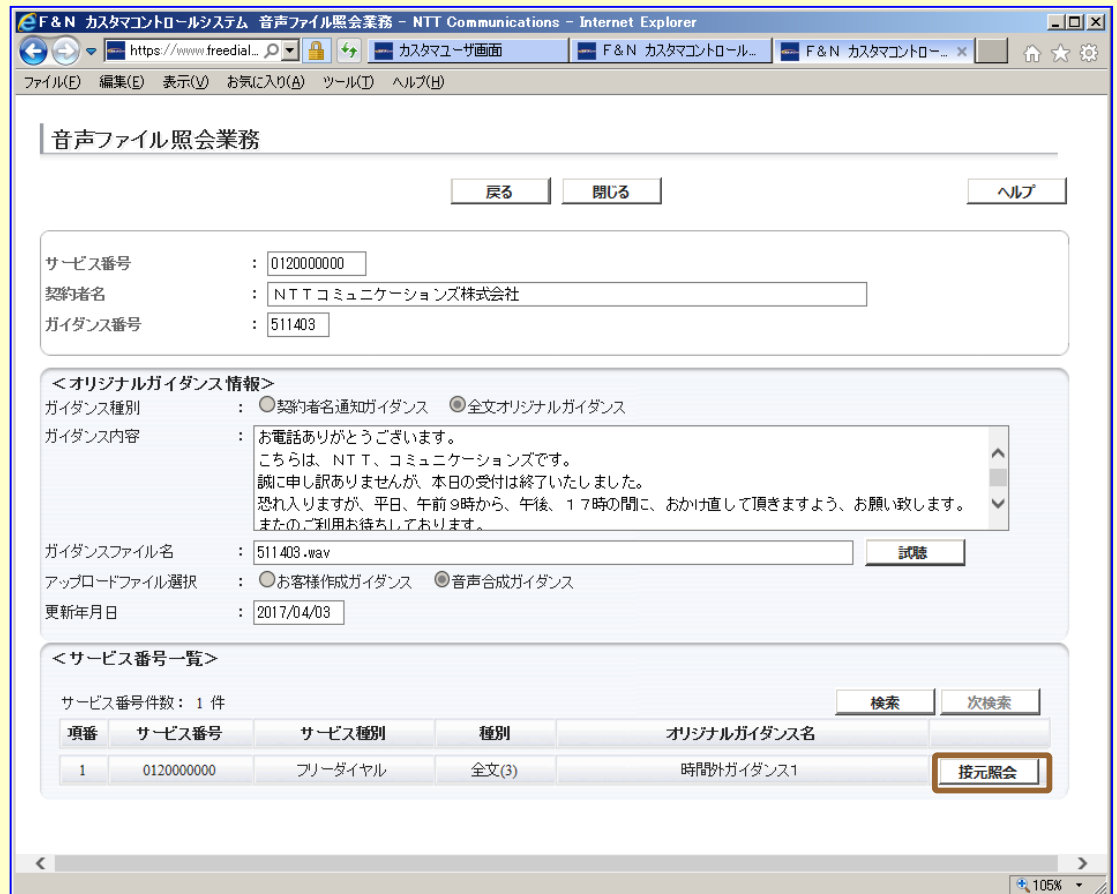 F&N カスタマコントロールシステム 音声ファイル照会業務 - NTT Communications - Internet Explorer
https://www.freedial... カスタマユーザ画面 F&N カスタマコントロール... F&N カスタマコントロー...
ファイル(F) 編集(E) 表示(V) お気に入り(A) ツール(T) ヘルプ(H)
音声ファイル照会業務
戻る 閉じる ヘルプ
サービス番号 : 0120000000
契約者名 : NTTコミュニケーションズ株式会社
ガイダンス番号 : 511403
<オリジナルガイダンス情報>
ガイダンス種別 : 契約者名通知ガイダンス 全文オリジナルガイダンス
ガイダンス内容 : お電話ありがとうございます。
こちらは、NTT、コミュニケーションズです。
誠に申し訳ありませんが、本日の受付は終了いたしました。
恐れ入りますが、平日、午前9時から、午後、17時の間に、おかけ直して頂きますよう、お願い致します。
またのご利用お待ちしております。
ガイダンスファイル名 : 511403.wav 試聴
アップロードファイル選択 : お客様作成ガイダンス 音声合成ガイダンス
更新年月日 : 2017/04/03
<サービス番号一覧>
サービス番号件数: 1 件 検索 次検索
項番 サービス番号 サービス種別 種別 オリジナルガイダンス名
1 0120000000 フリーダイヤル 全文(3) 時間外ガイダンス1 接元照会
105%